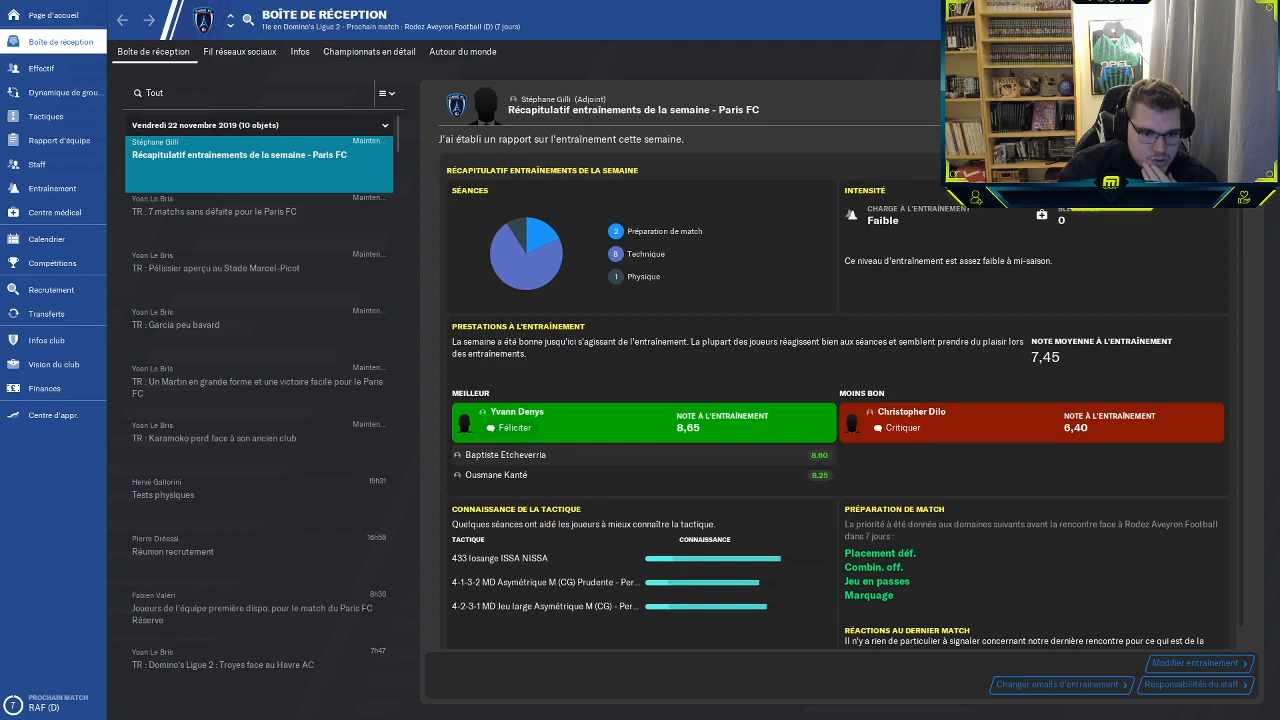 Page d'accueil
Boîte de réception
Effectif
Dynamique de grou...
Tactiques
Rapport d'équipe
Staff
Entraînement
Centre médical
Calendrier
Compétitions
Recrutement
Transferts
Infos club
Vision du club
Finances
Centre d'appr.
7
PROCHAIN MATCH
RAF (D)
BOÎTE DE RÉCEPTION
11e en Domino's Ligue 2 - Prochain match : Rodez Aveyron Football (D) (7 jours)
Boîte de réception
Fil réseaux sociaux
Infos
Championnats en détail
Autour du monde
Tout
Vendredi 22 novembre 2019 (10 objets)
Stéphane Gilli
Mainten...
Récapitulatif entraînements de la semaine - Paris FC
Yoan Le Bris
Mainten...
TR : 7 matchs sans défaite pour le Paris FC
Yoan Le Bris
Mainten...
TR : Pélissier aperçu au Stade Marcel-Picot
Yoan Le Bris
Mainten...
TR : Garcia peu bavard
Yoan Le Bris
Mainten...
TR : Un Martin en grande forme et une victoire facile pour le Paris
FC
Yoan Le Bris
Mainten...
TR : Karamoko perd face à son ancien club
Hervé Gallorini
19h31
Tests physiques
Pierre Dréossi
16h58
Réunion recrutement
Fabien Valéri
8h36
Joueurs de l'équipe première dispo. pour le match du Paris FC
Réserve
Yoan Le Bris
7h47
TR : Domino's Ligue 2 : Troyes face au Havre AC
Stéphane Gilli (Adjoint)
Récapitulatif entraînements de la semaine - Paris FC
J'ai établi un rapport sur l'entraînement cette semaine.
RÉCAPITULATIF ENTRAÎNEMENTS DE LA SEMAINE
SÉANCES
2 Préparation de match
8 Technique
1 Physique
INTENSITÉ
CHARGE À L'ENTRAÎNEMENT
Faible
0
Ce niveau d'entraînement est assez faible à mi-saison.
PRESTATIONS À L'ENTRAÎNEMENT
La semaine a été bonne jusqu'ici s'agissant de l'entraînement. La plupart des joueurs réagissent bien aux séances et semblent prendre du plaisir lors
des entraînements.
NOTE MOYENNE À L'ENTRAÎNEMENT
7,45
MEILLEUR
Yvann Denys
Féliciter
NOTE À L'ENTRAÎNEMENT
8,65
Baptiste Etcheverria
8.60
Ousmane Kanté
8.25
MOINS BON
Christopher Dilo
Critiquer
NOTE À L'ENTRAÎNEMENT
6,40
CONNAISSANCE DE LA TACTIQUE
Quelques séances ont aidé les joueurs à mieux connaître la tactique.
TACTIQUE
CONNAISSANCE
433 losange ISSA NISSA
4-1-3-2 MD Asymétrique M (CG) Prudente - Per...
4-2-3-1 MD Jeu large Asymétrique M (CG) - Per...
PRÉPARATION DE MATCH
La priorité à été donnée aux domaines suivants avant la rencontre face à Rodez Aveyron Football
dans 7 jours :
Placement déf.
Combin. off.
Jeu en passes
Marquage
RÉACTIONS AU DERNIER MATCH
Il n'y a rien de particulier à signaler concernant notre dernière rencontre pour ce qui est de la
Modifier entraînement
Changer emails d'entraînement
Responsabilités du staff
OPEL